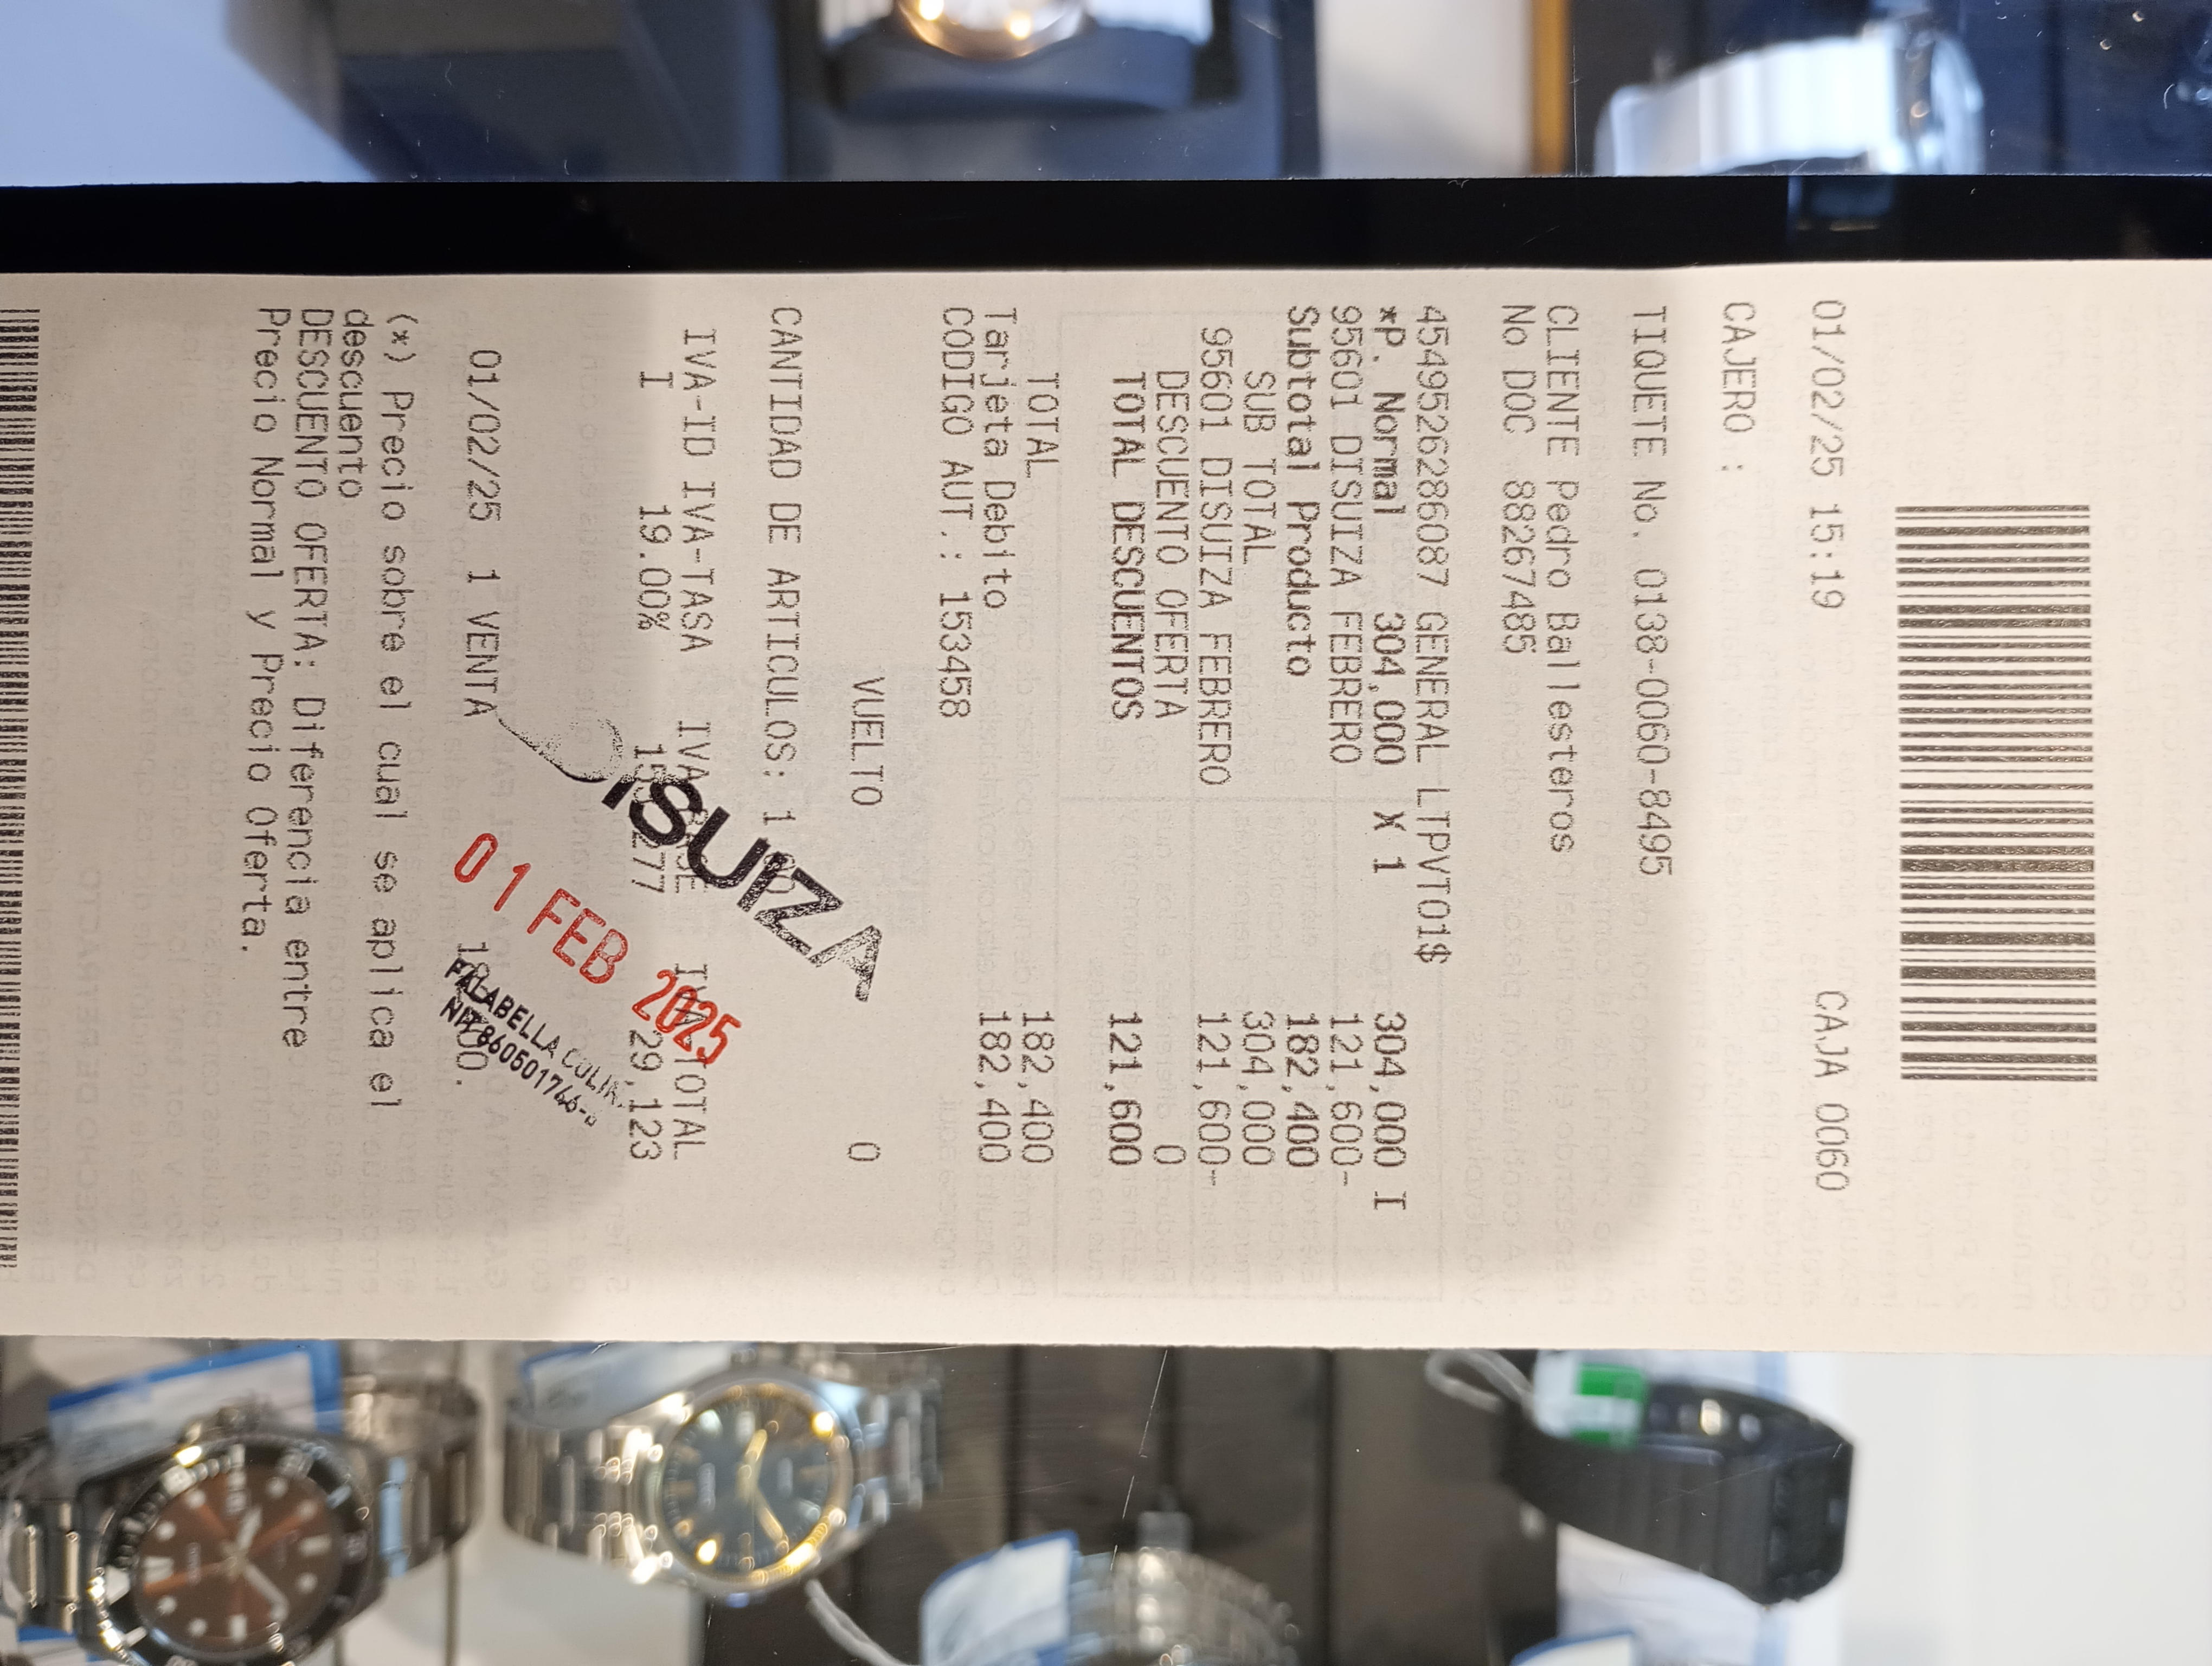 01/02/25 15:19 CAJA 0060
CAJERO :
TIQUETE No. 0138-0060-8495
CLIENTE Pedro Ballesteros
No DOC 88267485
4549526286087 GENERAL LTPVT01$
*P. Normal 304,000 X 1 304,000 I
95601 DISUIZA FEBRERO 121,600-
Subtotal Producto 182,400
SUB TOTAL 304,000
95601 DISUIZA FEBRERO 121,600-
DESCUENTO OFERTA 0
TOTAL DESCUENTOS 121,600
TOTAL 182,400
Tarjeta Debito 182,400
CODIGO AUT.: 153458
VUELTO 0
CANTIDAD DE ARTICULOS: 1
IVA-ID IVA-TASA IVA-BASE IVA-TOTAL
I 19.00% 153,277 29,123
DISUIZA
01 FEB 2025
FALABELLA
01/02/25 1 VENTA
(*) Precio sobre el cual se aplica el
descuento
DESCUENTO OFERTA: Diferencia entre
Precio Normal y Precio Oferta.